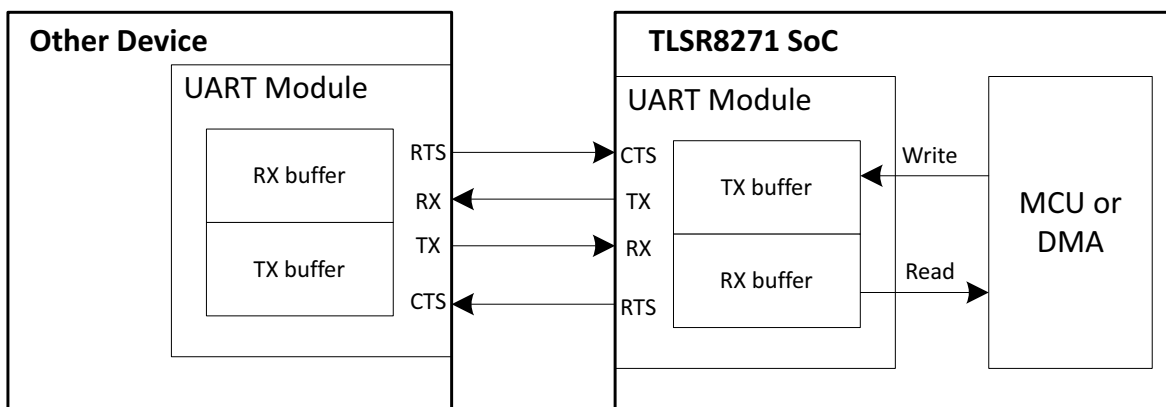 Other Device
UART Module
RX buffer
TX buffer
RTS
RX
TX
CTS
TLSR8271 SoC
UART Module
CTS
TX
RX
RTS
TX buffer
RX buffer
Write
Read
MCU or
DMA